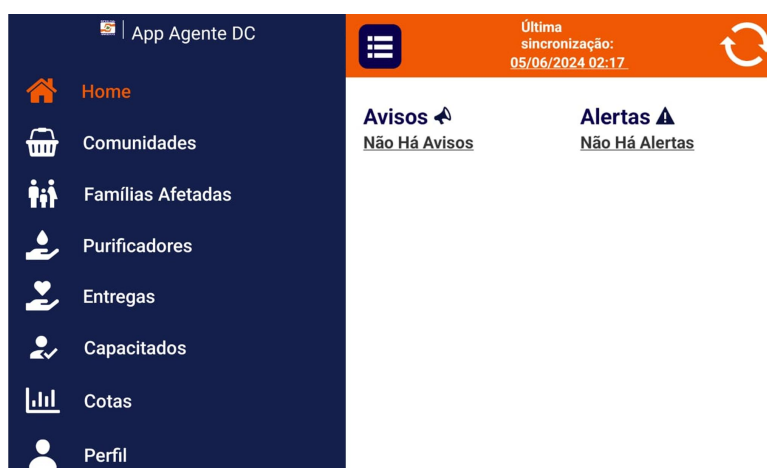 App Agente DC
Home
Comunidades
Famílias Afetadas
Purificadores
Entregas
Capacitados
Cotas
Perfil
Última
sincronização:
05/06/2024 02:17
Avisos
Não Há Avisos
Alertas
Não Há Alertas